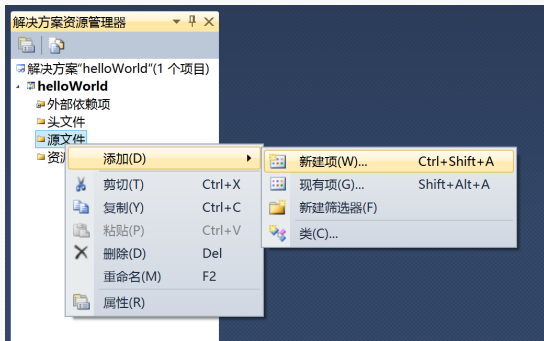 解决方案资源管理器
解决方案"helloWorld"(1 个项目)
helloWorld
外部依赖项
头文件
源文件
资源
添加(D)
剪切(T) Ctrl+X
复制(Y) Ctrl+C
粘贴(P) Ctrl+V
删除(D) Del
重命名(M) F2
属性(R)
新建项(W)... Ctrl+Shift+A
现有项(G)... Shift+Alt+A
新建筛选器(F)
类(C)...